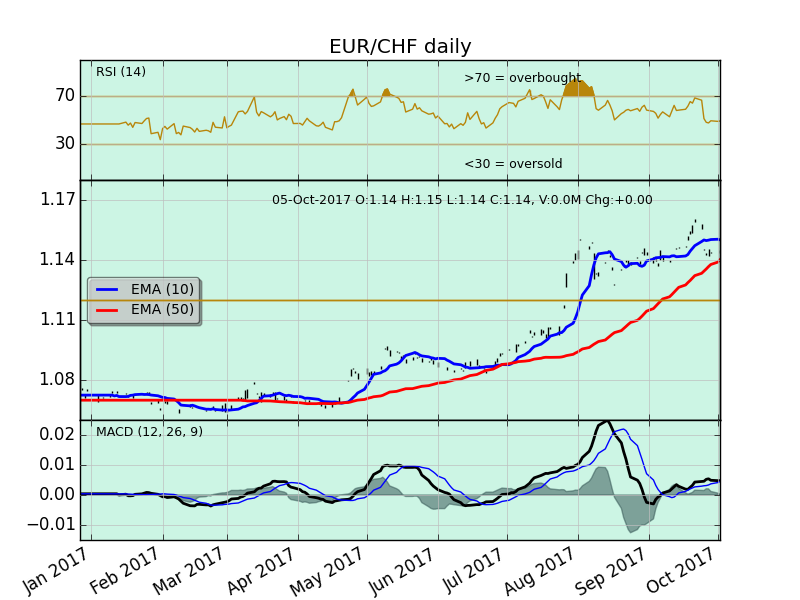 EUR/CHF daily
RSI (14)
>70 = overbought
70
30
<30 = oversold
1.17
05-Oct-2017 O:1.14 H:1.15 L:1.14 C:1.14, V:0.0M Chg:+0.00
1.14
EMA (10)
EMA (50)
1.11
1.08
MACD (12, 26, 9)
0.02
0.01
0.00
−0.01
Jan 2017 Feb 2017 Mar 2017 Apr 2017 May 2017 Jun 2017 Jul 2017 Aug 2017 Sep 2017 Oct 2017